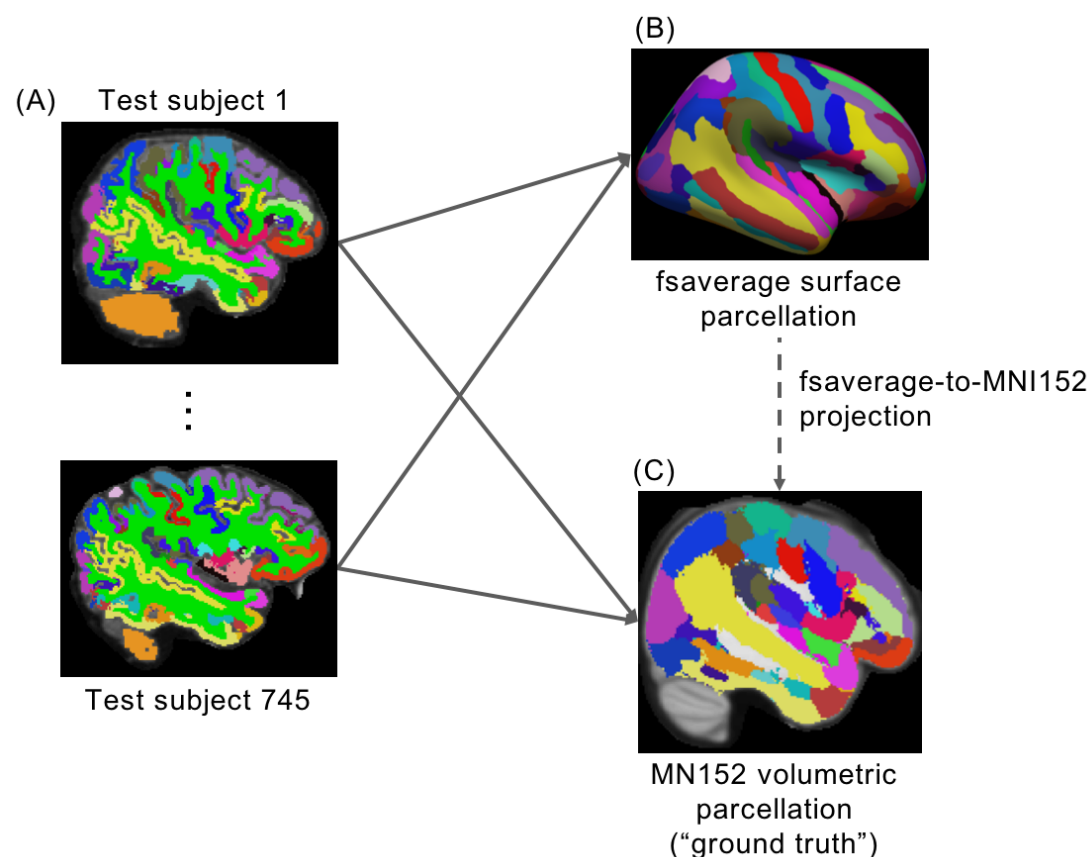 (A)
Test subject 1
⋮
Test subject 745
(B)
fsaverage surface
parcellation
fsaverage-to-MNI152
projection
(C)
MN152 volumetric
parcellation
(“ground truth”)